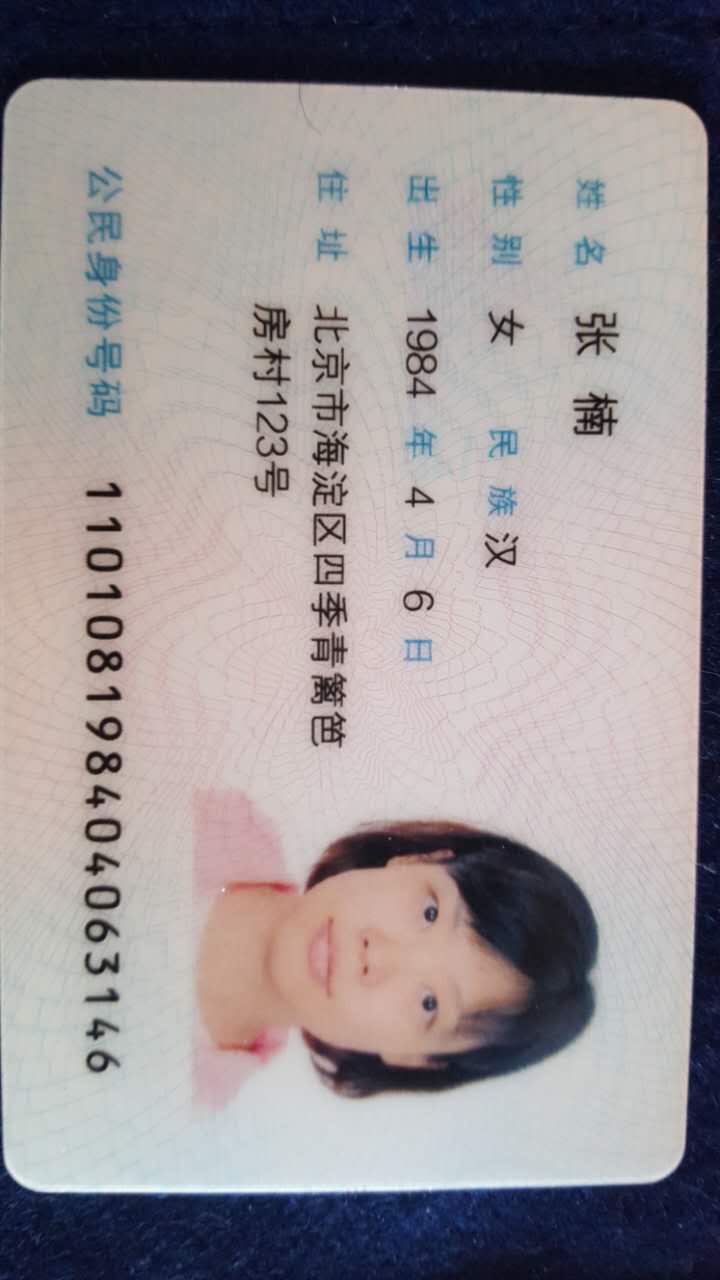 姓名 张楠
性别 女 民族 汉
出生 1984 年 4 月 6 日
住址 北京市海淀区四季青篱笆
房村123号
公民身份号码 110108198404063146